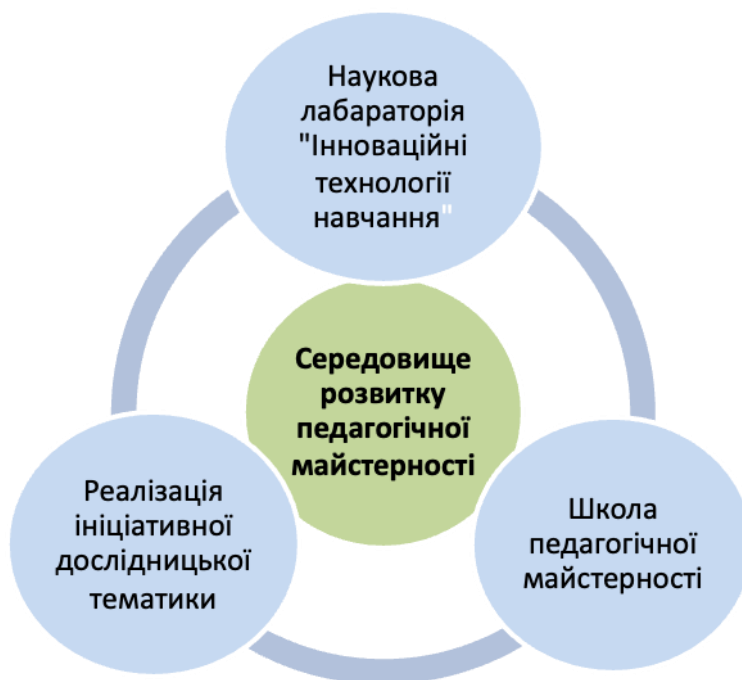 Наукова
лабараторія
"Інноваційні
технології
навчання"
Середовище
розвитку
педагогічної
майстерності
Реалізація
ініціативної
дослідницької
тематики
Школа
педагогічної
майстерності